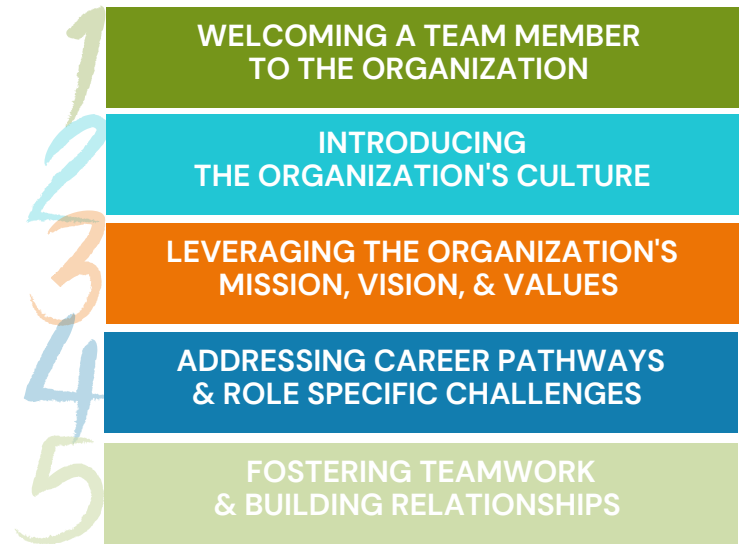 1
WELCOMING A TEAM MEMBER
TO THE ORGANIZATION
2
INTRODUCING
THE ORGANIZATION'S CULTURE
3
LEVERAGING THE ORGANIZATION'S
MISSION, VISION, & VALUES
4
ADDRESSING CAREER PATHWAYS
& ROLE SPECIFIC CHALLENGES
5
FOSTERING TEAMWORK
& BUILDING RELATIONSHIPS